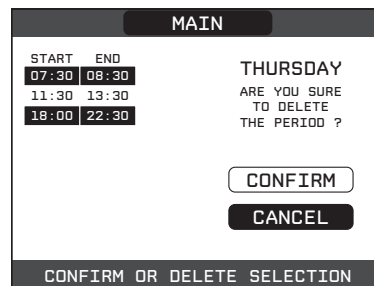 MAIN
START END
07:30 08:30
11:30 13:30
18:00 22:30
THURSDAY
ARE YOU SURE
TO DELETE
THE PERIOD ?
CONFIRM
CANCEL
CONFIRM OR DELETE SELECTION